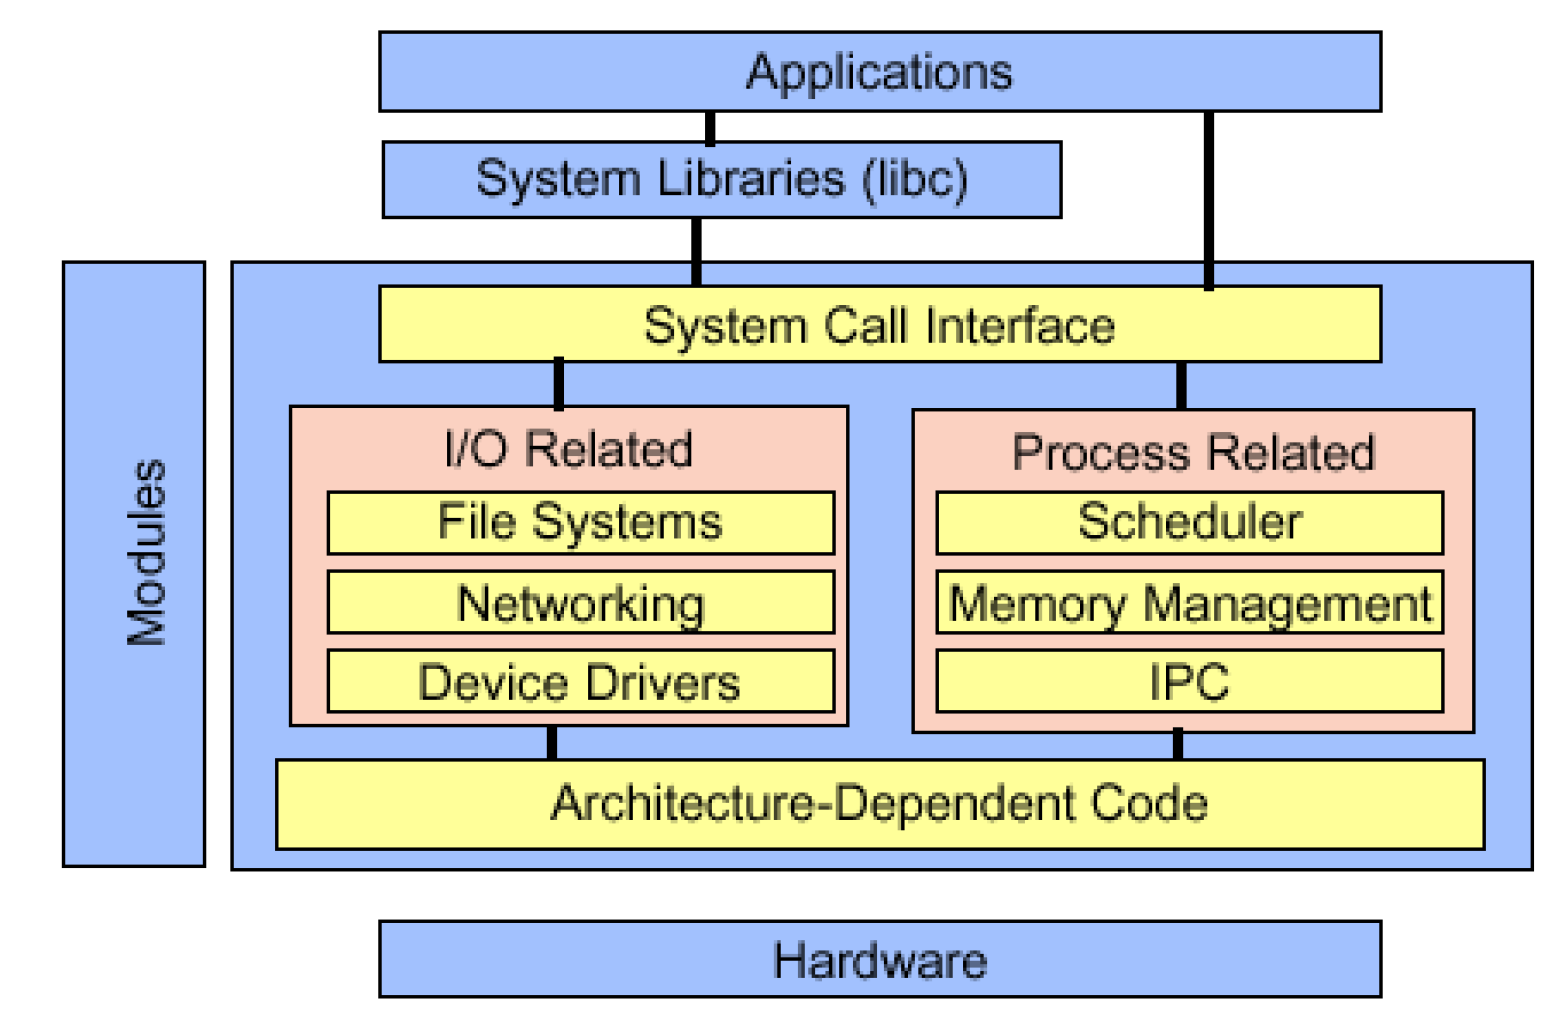 Applications
System Libraries (libc)
System Call Interface
Modules
I/O Related
File Systems
Networking
Device Drivers
Process Related
Scheduler
Memory Management
IPC
Architecture-Dependent Code
Hardware